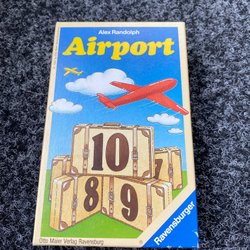 Alex Randolph
Airport
10
7
8 9
Otto Maier Verlag Ravensburg
Ravensburger